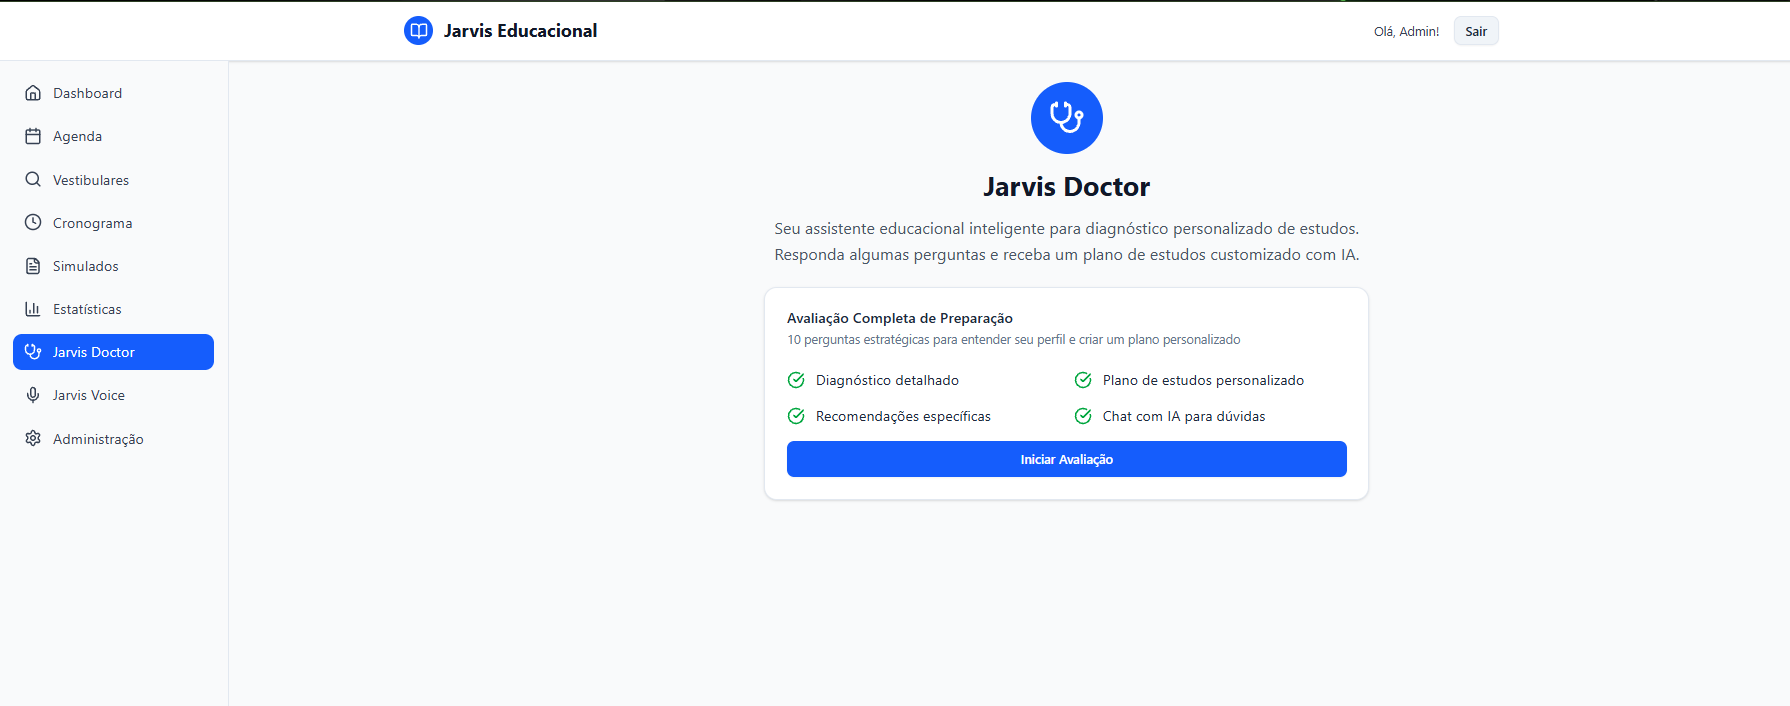 Jarvis Educacional
Olá, Admin!
Sair
Dashboard
Agenda
Vestibulares
Cronograma
Simulados
Estatísticas
Jarvis Doctor
Jarvis Voice
Administração
Jarvis Doctor
Seu assistente educacional inteligente para diagnóstico personalizado de estudos.
Responda algumas perguntas e receba um plano de estudos customizado com IA.
Avaliação Completa de Preparação
10 perguntas estratégicas para entender seu perfil e criar um plano personalizado
Diagnóstico detalhado
Plano de estudos personalizado
Recomendações específicas
Chat com IA para dúvidas
Iniciar Avaliação